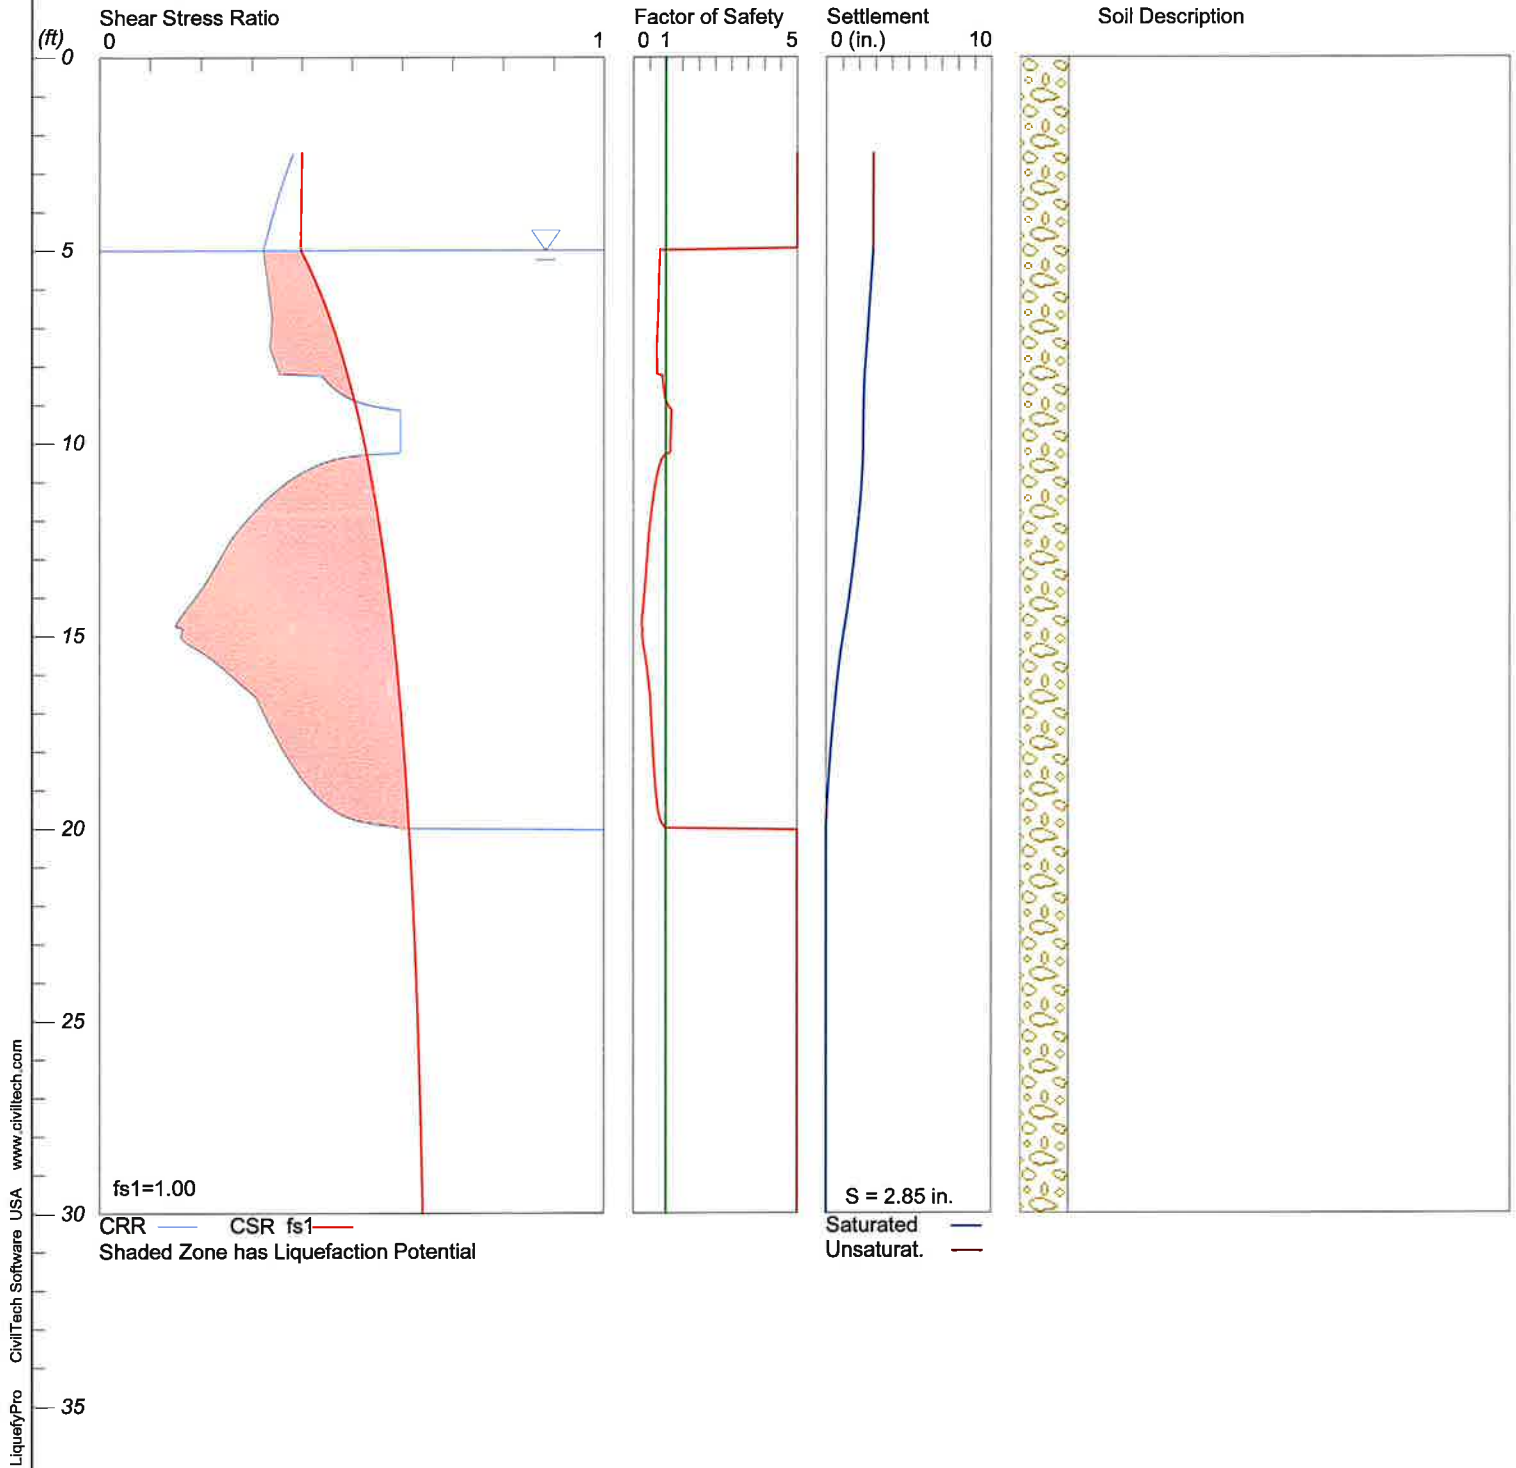 Shear Stress Ratio Factor of Safety Settlement Soil Description
(ft) 0 1 0 1 5 0 (in.) 10
0
5
10
15
20
25
fs1=1.00 S = 2.85 in.
30
CRR CSR fs1 Saturated
Shaded Zone has Liquefaction Potential Unsaturat.
35
LiquefyPro CivilTech Software USA www.civiltech.com